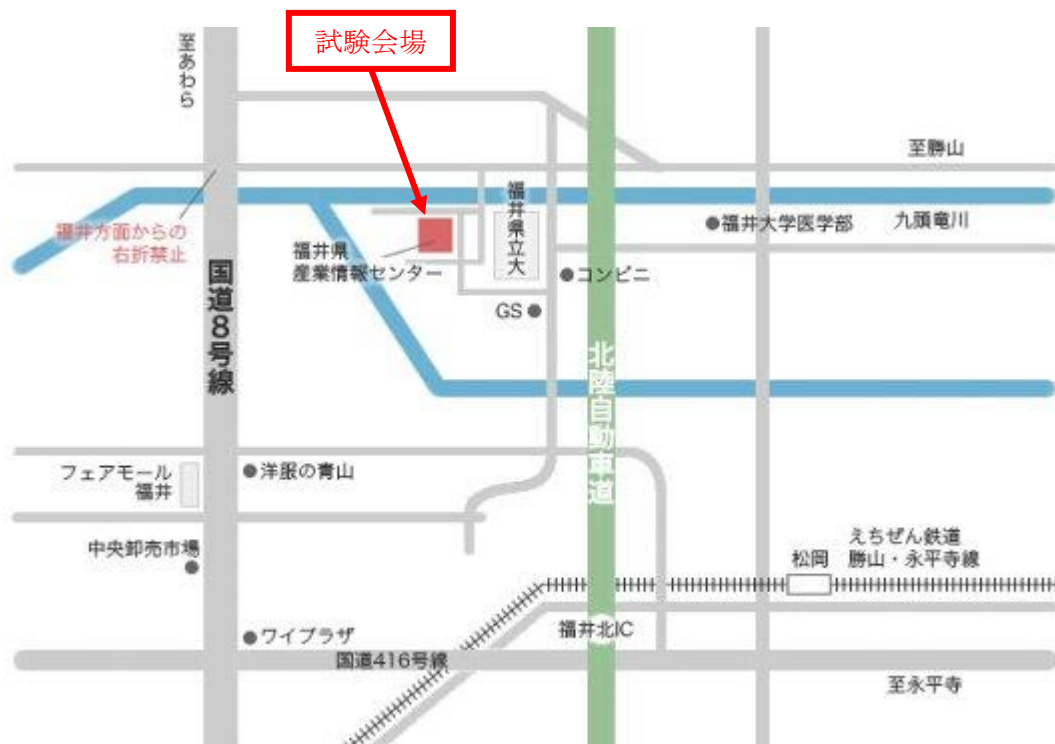 試験会場
至あわら
至勝山
福井方面からの
右折禁止
福井県
産業情報センター
福井県立大
福井大学医学部
九頭竜川
コンビニ
GS
国道8号線
北陸自動車道
フェアモール
福井
洋服の青山
中央卸売市場
えちぜん鉄道
勝山・永平寺線
松岡
ワイプラザ
福井北IC
国道416号線
至永平寺